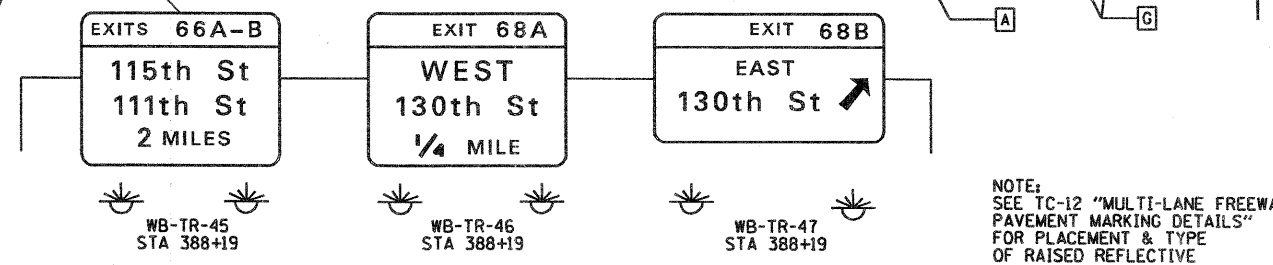 EXITS 66A-B
115th St
111th St
2 MILES
WB-TR-45
STA 388+19
EXIT 68A
WEST
130th St
1/4 MILE
WB-TR-46
STA 388+19
EXIT 68B
EAST
130th St
WB-TR-47
STA 388+19
A
G
NOTE:
SEE TC-12 "MULTI-LANE FREEWA
PAVEMENT MARKING DETAILS"
FOR PLACEMENT & TYPE
OF RAISED REFLECTIVE